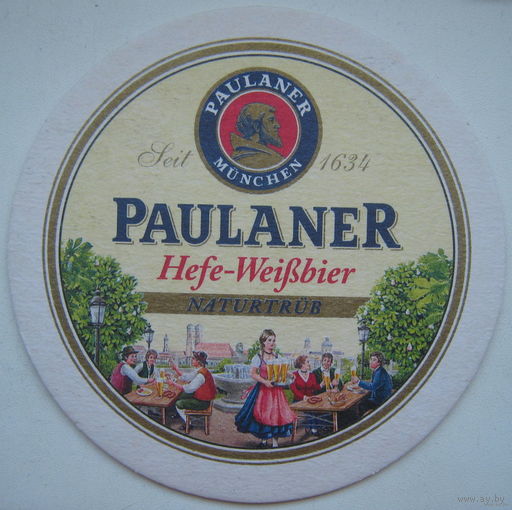 PAULANER
MÜNCHEN
Seit 1634
PAULANER
Hefe-Weißbier
NATURTRÜB
www.ay.by